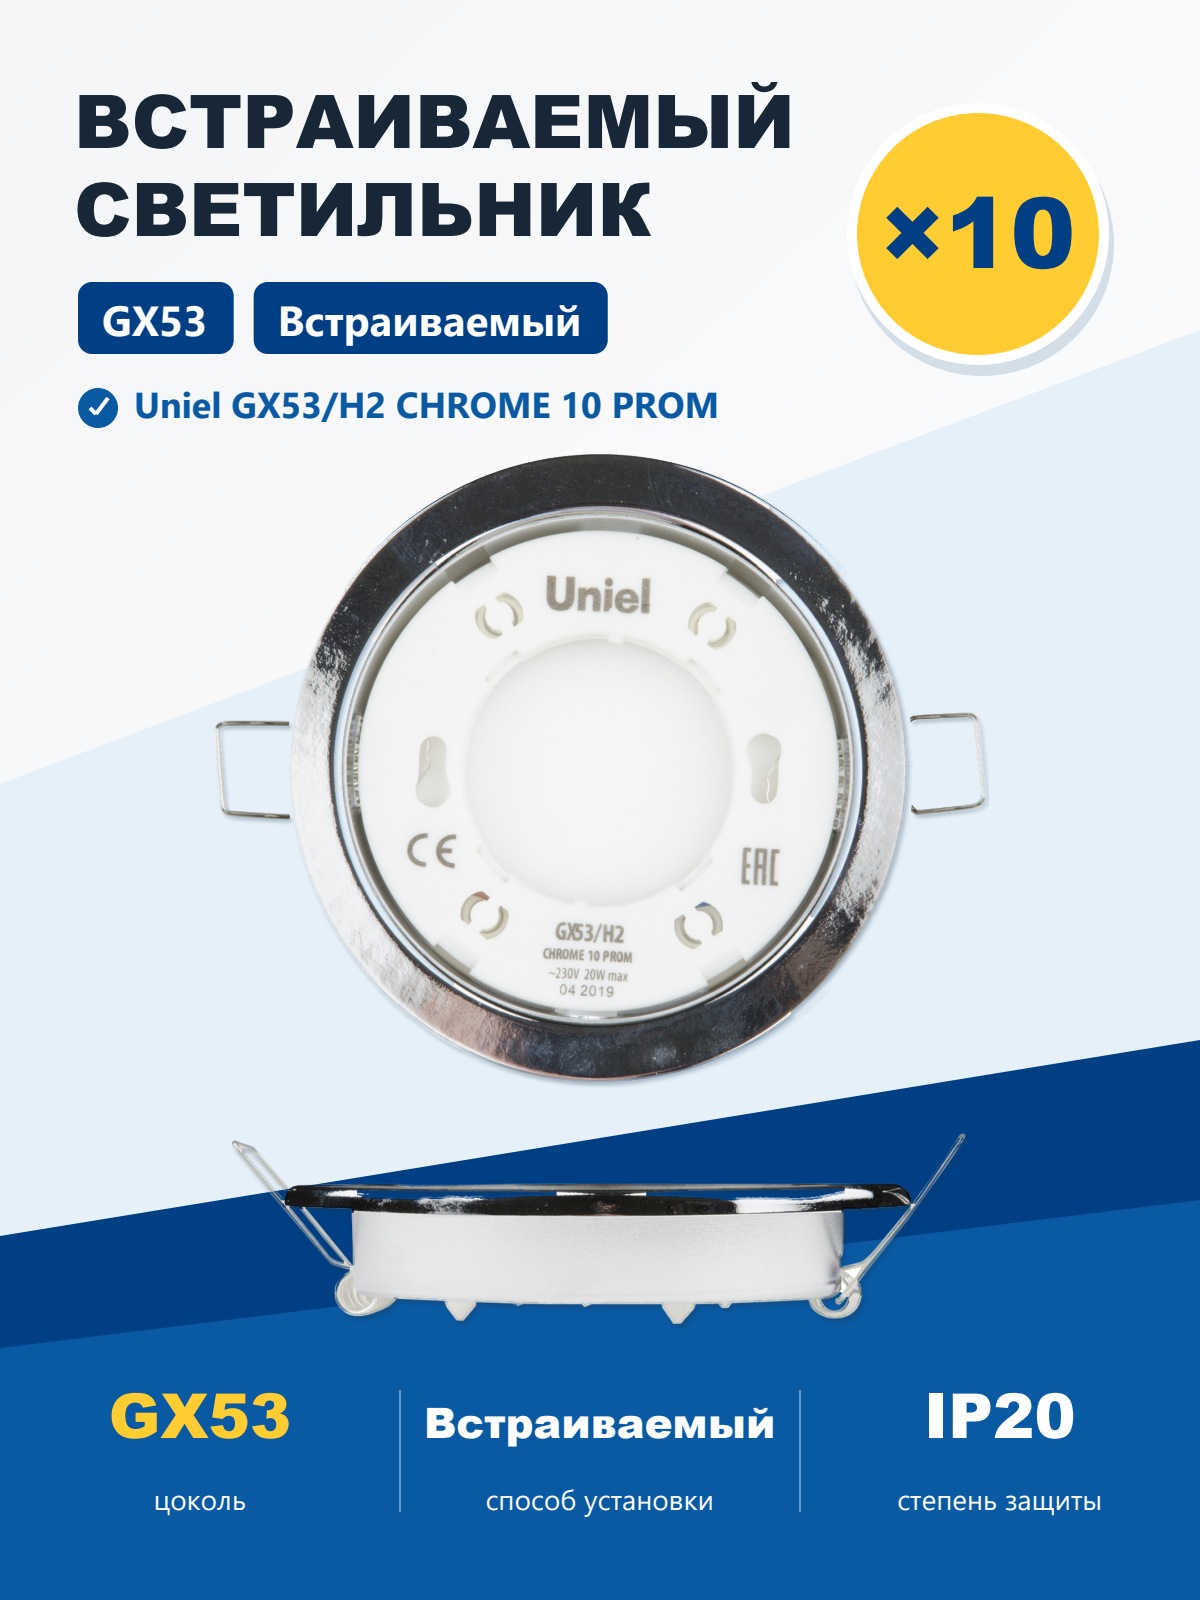 ВСТРАИВАЕМЫЙ
СВЕТИЛЬНИК
×10
GX53
Встраиваемый
Uniel GX53/H2 CHROME 10 PROM
Uniel
CE
EAC
GX53/H2
CHROME 10 PROM
~230V 20W max
04 2019
GX53
цоколь
Встраиваемый
способ установки
IP20
степень защиты